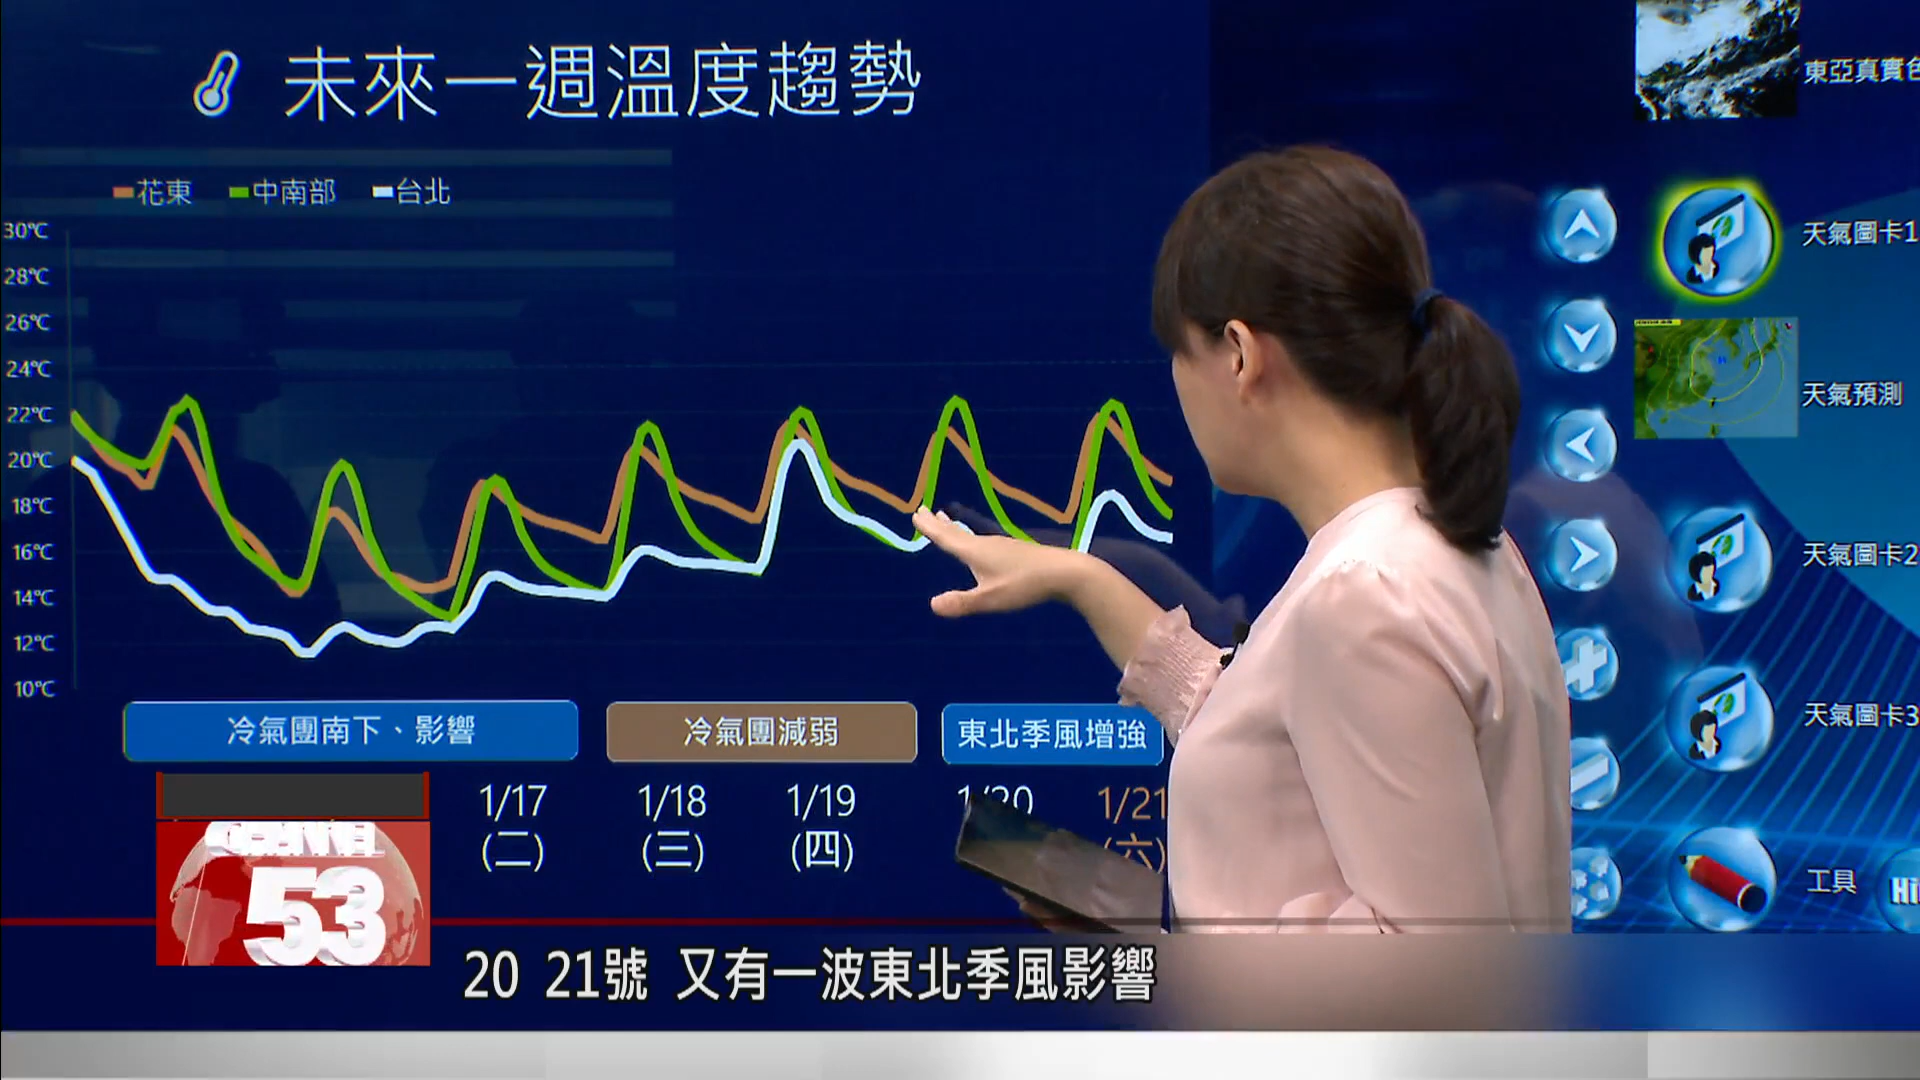 未來一週溫度趨勢
花東 中南部 台北
30℃
28℃
26℃
24℃
22℃
20℃
18℃
16℃
14℃
12℃
10℃
冷氣團南下、影響
冷氣團減弱
東北季風增強
1/17
(二)
1/18
(三)
1/19
(四)
1/20
1/21
(六)
東亞真實色
天氣圖卡1
天氣預測
天氣圖卡2
天氣圖卡3
工具
Hi
CHANNEL
53
20 21號 又有一波東北季風影響